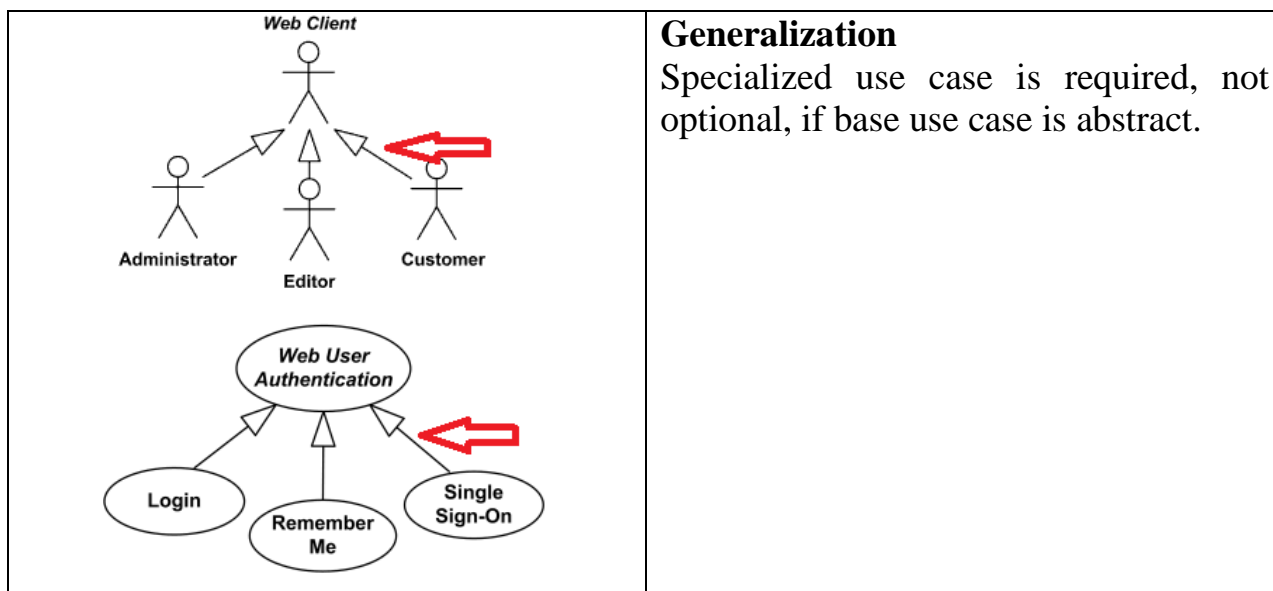 Web Client
Administrator
Editor
Customer
Web User
Authentication
Login
Remember
Me
Single
Sign-On
Generalization
Specialized use case is required, not
optional, if base use case is abstract.